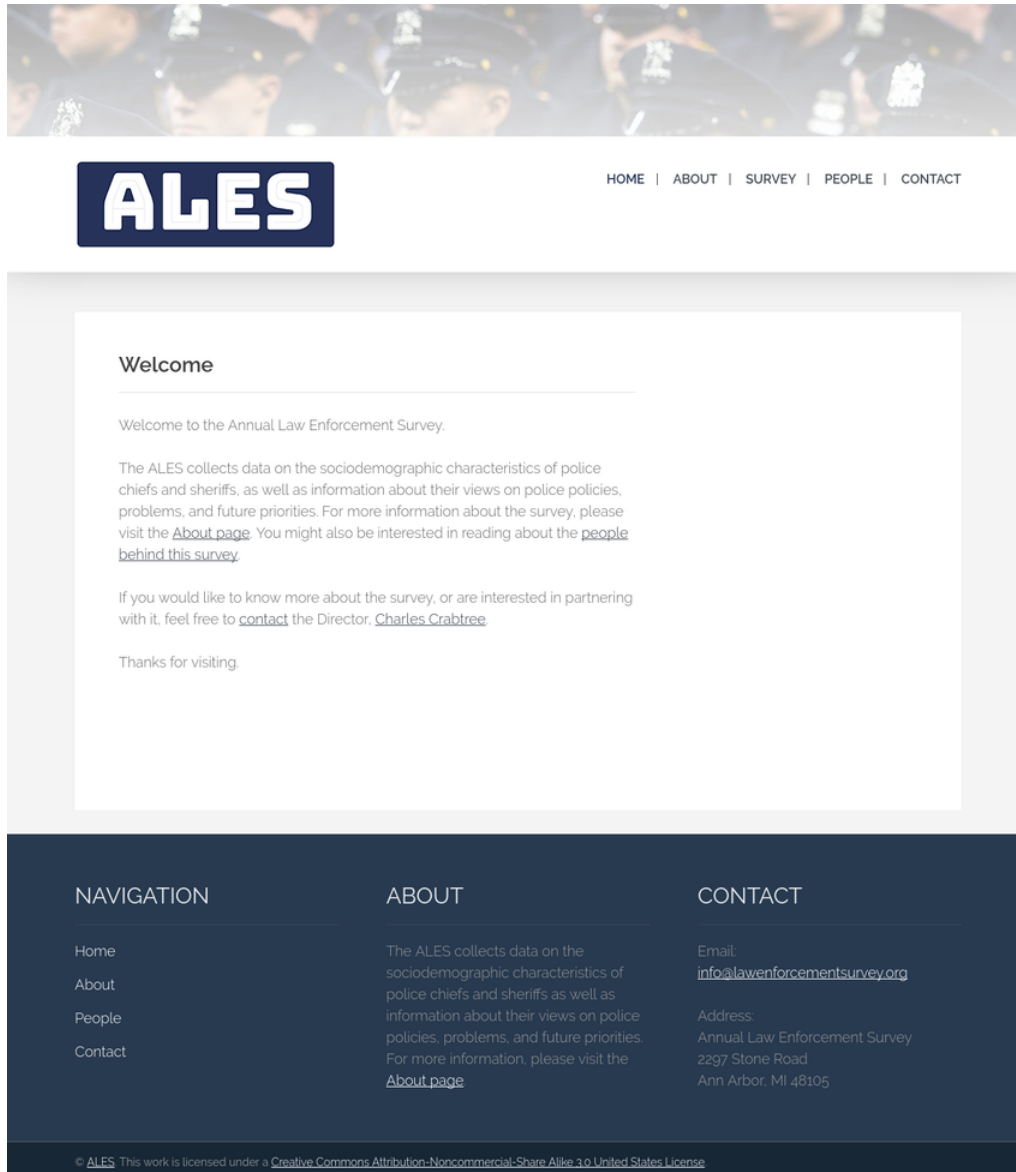 ALES
HOME | ABOUT | SURVEY | PEOPLE | CONTACT
Welcome
Welcome to the Annual Law Enforcement Survey.
The ALES collects data on the sociodemographic characteristics of police
chiefs and sheriffs, as well as information about their views on police policies,
problems, and future priorities. For more information about the survey, please
visit the About page. You might also be interested in reading about the people
behind this survey.
If you would like to know more about the survey, or are interested in partnering
with it, feel free to contact the Director, Charles Crabtree.
Thanks for visiting.
NAVIGATION
Home
About
People
Contact
ABOUT
The ALES collects data on the
sociodemographic characteristics of
police chiefs and sheriffs as well as
information about their views on police
policies, problems, and future priorities.
For more information, please visit the
About page.
CONTACT
Email:
info@lawenforcementsurvey.org
Address:
Annual Law Enforcement Survey
2297 Stone Road
Ann Arbor, MI 48105
© ALES. This work is licensed under a Creative Commons Attribution-Noncommercial-Share Alike 3.0 United States License.